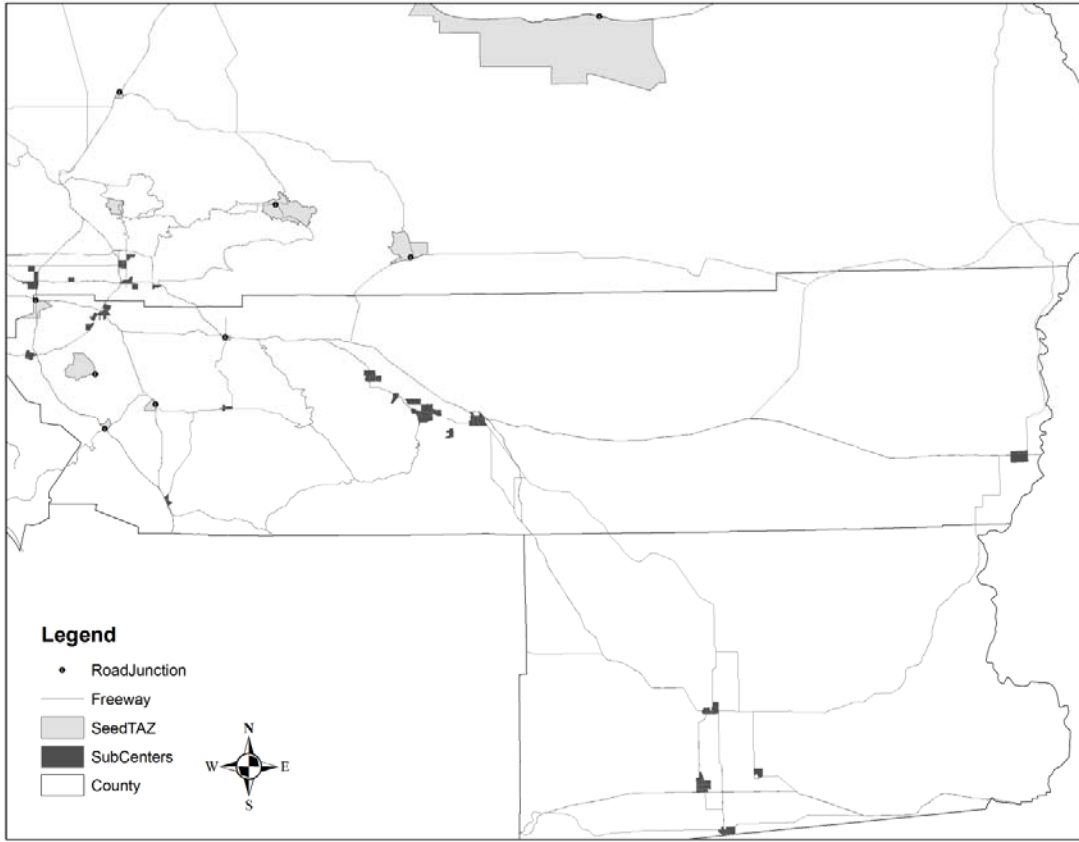 Legend
RoadJunction
Freeway
SeedTAZ
SubCenters
County
N
W E
S